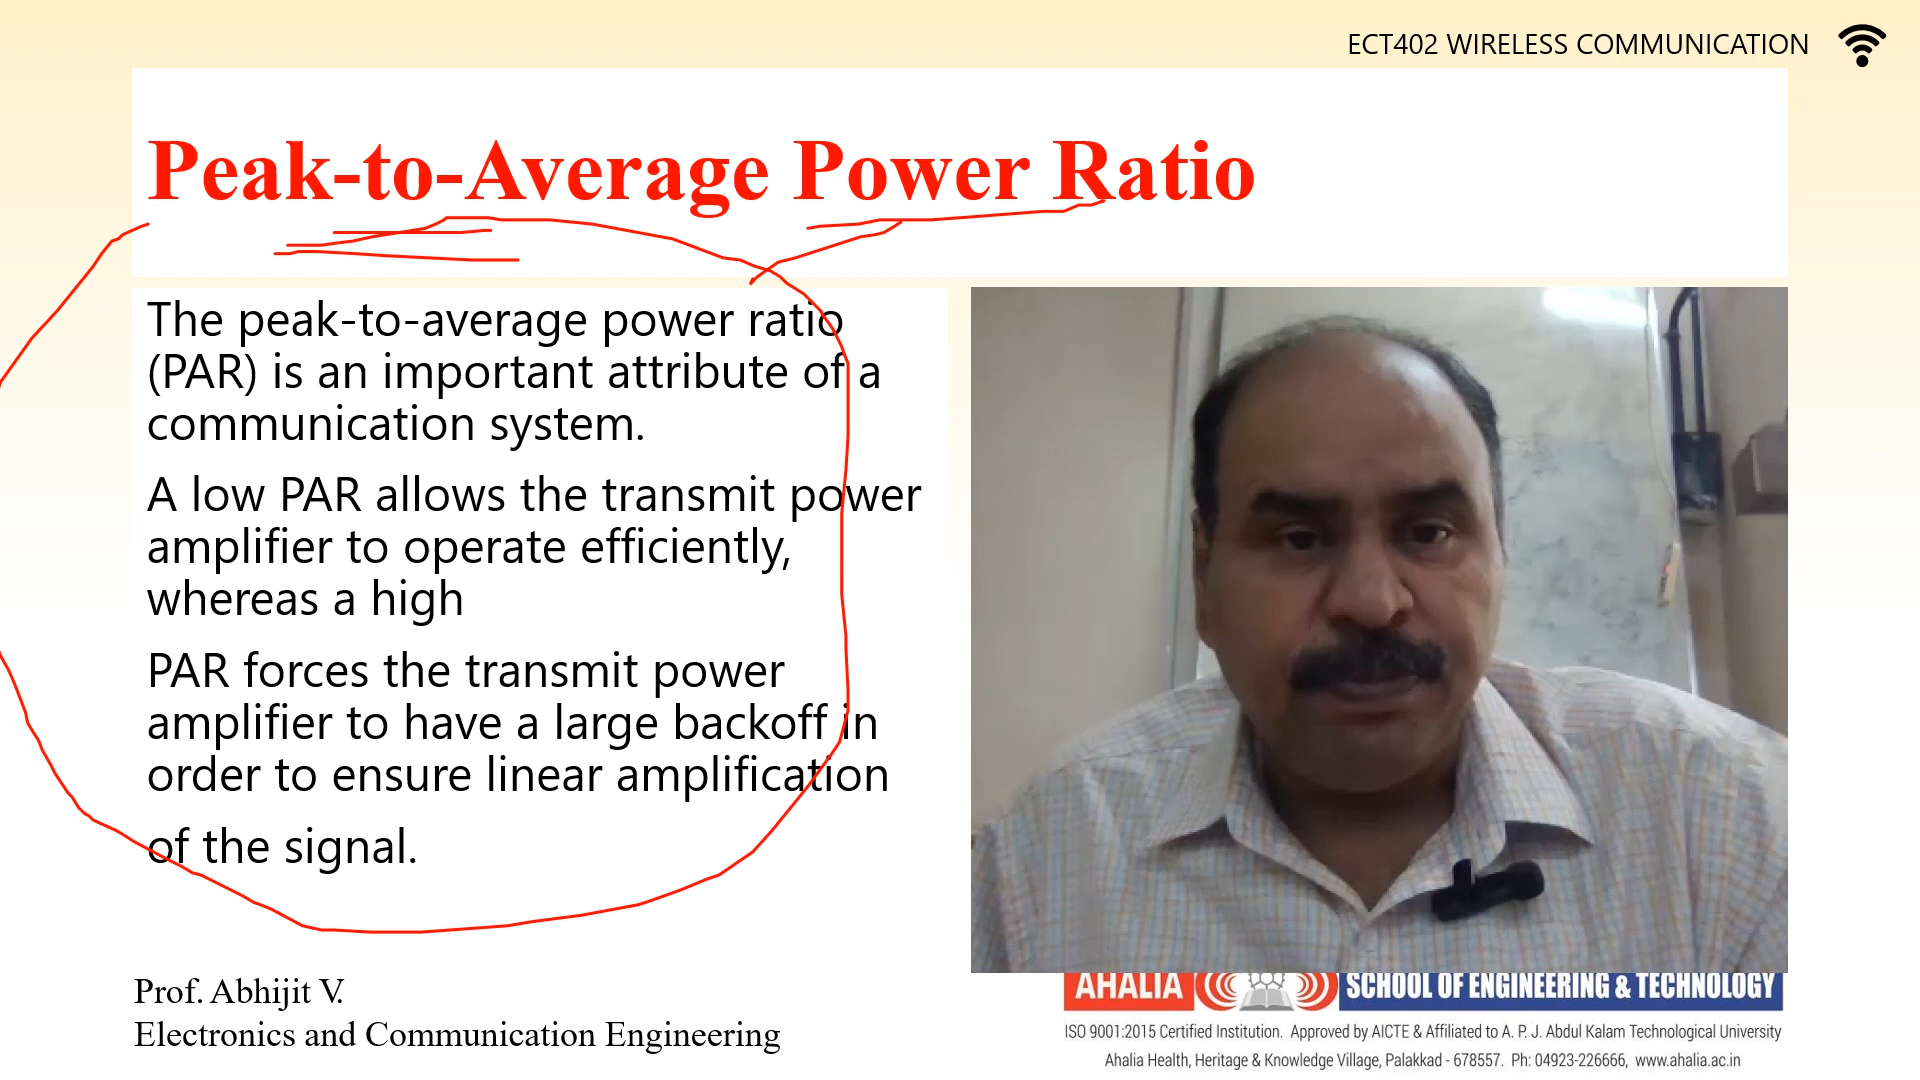 ECT402 WIRELESS COMMUNICATION
Peak-to-Average Power Ratio
The peak-to-average power ratio
(PAR) is an important attribute of a
communication system.
A low PAR allows the transmit power
amplifier to operate efficiently,
whereas a high
PAR forces the transmit power
amplifier to have a large backoff in
order to ensure linear amplification
of the signal.
Prof. Abhijit V.
Electronics and Communication Engineering
AHALIA SCHOOL OF ENGINEERING & TECHNOLOGY
ISO 9001:2015 Certified Institution. Approved by AICTE & Affiliated to A. P. J. Abdul Kalam Technological University
Ahalia Health, Heritage & Knowledge Village, Palakkad - 678557. Ph: 04923-226666, www.ahalia.ac.in